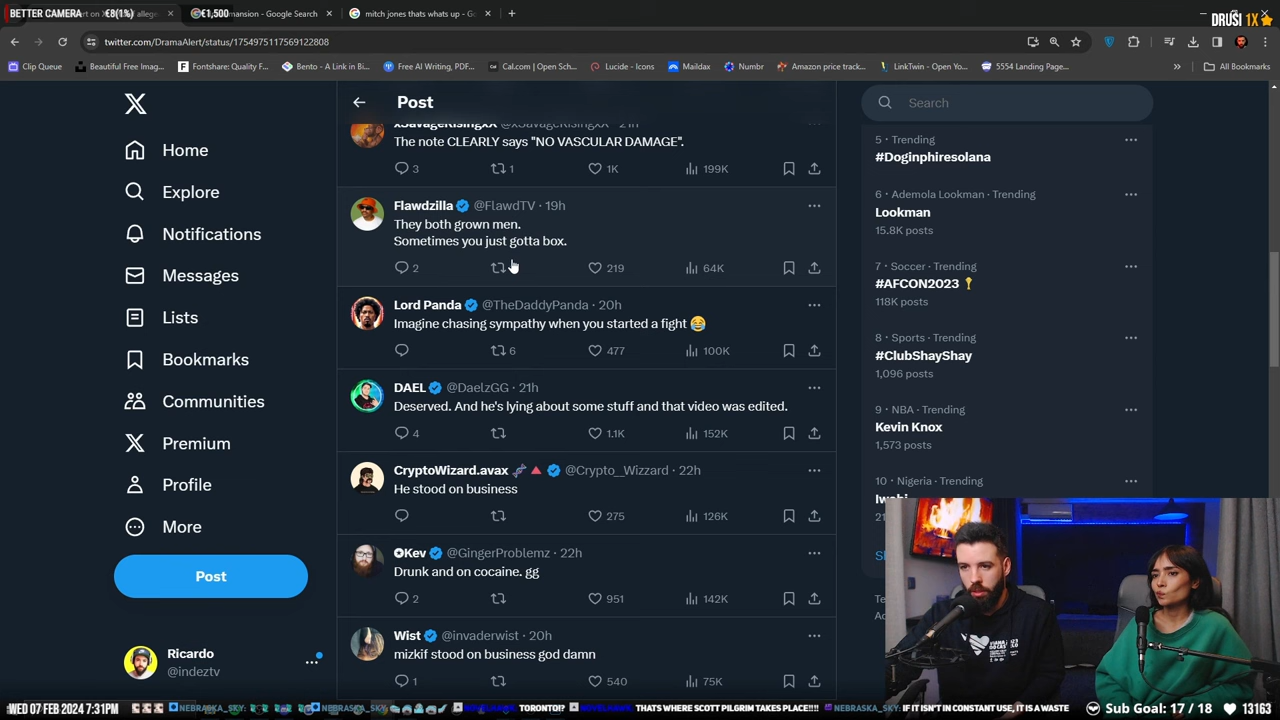 BETTER CAMERA €8(1%) €1,500
mansion - Google Search
mitch jones thats whats up - Go
DRUSI 1X
twitter.com/DramaAlert/status/1754975117569122808
Clip Queue
Beautiful Free Imag...
Fontshare: Quality F...
Bento - A Link in Bi...
Free AI Writing, PDF...
Cal.com | Open Sch...
Lucide - Icons
Maildax
Numbr
Amazon price track...
LinkTwin - Open Yo...
5554 Landing Page...
All Bookmarks
Home
Explore
Notifications
Messages
Lists
Bookmarks
Communities
Premium
Profile
More
Post
Ricardo
@indeztv
Post
xSavageRisingxX @xSavageRisingxX · 21h
The note CLEARLY says "NO VASCULAR DAMAGE".
3 1 1K 199K
Flawdzilla @FlawdTV · 19h
They both grown men.
Sometimes you just gotta box.
2 219 64K
Lord Panda @TheDaddyPanda · 20h
Imagine chasing sympathy when you started a fight 😂
6 477 100K
DAEL @DaelzGG · 21h
Deserved. And he's lying about some stuff and that video was edited.
4 1.1K 152K
CryptoWizard.avax @Crypto__Wizzard · 22h
He stood on business
275 126K
Kev @GingerProblemz · 22h
Drunk and on cocaine. gg
2 951 142K
Wist @invaderwist · 20h
mizkif stood on business god damn
1 540 75K
Search
5 · Trending
#Doginphiresolana
6 · Ademola Lookman · Trending
Lookman
15.8K posts
7 · Soccer · Trending
#AFCON2023
118K posts
8 · Sports · Trending
#ClubShayShay
1,096 posts
9 · NBA · Trending
Kevin Knox
1,573 posts
10 · Nigeria · Trending
WED 07 FEB 2024 7:31PM
NEBRASKA_SKY:
TORONTO!?
THATS WHERE SCOTT PILGRIM TAKES PLACE!!!!
NEBRASKA_SKY: IF IT ISN'T IN CONSTANT USE, IT IS A WASTE
Sub Goal: 17 / 18
13163